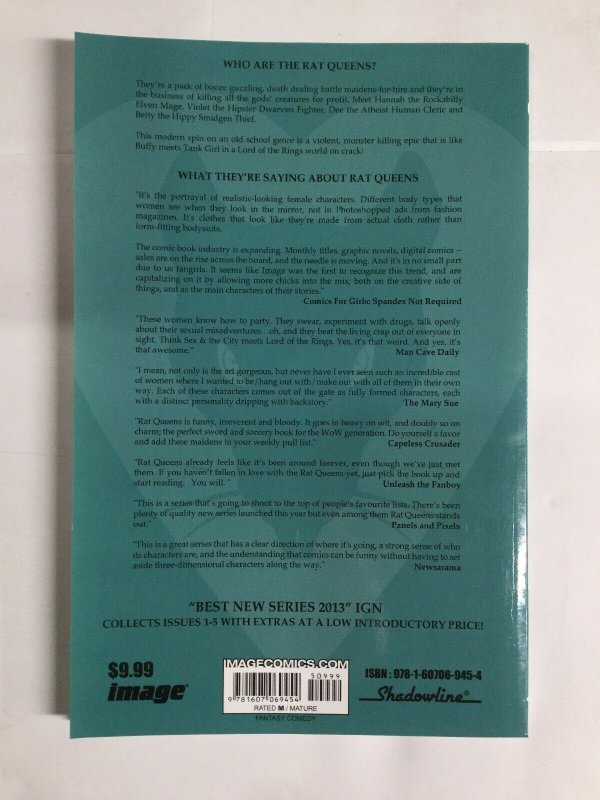 WHO ARE THE RAT QUEENS?
They're a pack of booze guzzling, death dealing battle maidens-for-hire and they're in
the business of killing all the gods' creatures for profit. Meet Hannah the Rockabilly
Elven Mage, Violet the Hipster Dwarven Fighter, Dee the Atheist Human Cleric and
Betty the Hippy Smidgen Thief.
This modern spin on an old school genre is a violent, monster killing epic that is like
Buffy meets Tank Girl in a Lord of the Rings world on crack!
WHAT THEY'RE SAYING ABOUT RAT QUEENS
"It's the portrayal of realistic-looking female characters. Different body types that
women see when they look in the mirror, not in Photoshopped ads from fashion
magazines. It's clothes that look like they're made from actual cloth rather than
form-fitting bodysuits.
The comic book industry is expanding. Monthly titles, graphic novels, digital comics —
sales are on the rise across the board, and the needle is moving. And it's in no small part
due to us fangirls. It seems like Image was the first to recognize this trend, and are
capitalizing on it by allowing more chicks into the mix; both on the creative side of
things, and as the main characters of their stories."
Comics For Girls: Spandex Not Required
"These women know how to party. They swear, experiment with drugs, talk openly
about their sexual misadventures... oh, and they beat the living crap out of everyone in
sight. Think Sex & the City meets Lord of the Rings. Yes, it's that weird. And yes, it's
that awesome." Man Cave Daily
"I mean, not only is the art gorgeous, but never have I ever seen such an incredible cast
of women where I wanted to be/hang out with/make out with all of them in their own
way. Each of these characters comes out of the gate as fully formed characters, each
with a distinct personality dripping with backstory." The Mary Sue
"Rat Queens is funny, irreverent and bloody. It goes in heavy on wit, and doubly so on
charm; the perfect sword and sorcery book for the WoW generation. Do yourself a favor
and add these maidens to your weekly pull list." Capeless Crusader
"Rat Queens already feels like it's been around forever, even though we've just met
them. If you haven't fallen in love with the Rat Queens yet, just pick the book up and
start reading. You will." Unleash the Fanboy
"This is a series that's going to shoot to the top of people's favourite lists. There's been
plenty of quality new series launched this year but even among them Rat Queens stands
out." Panels and Pixels
"This is a great series that has a clear direction of where it's going, a strong sense of who
its characters are, and the understanding that comics can be funny without having to set
aside three-dimensional characters along the way." Newsarama
"BEST NEW SERIES 2013" IGN
COLLECTS ISSUES 1-5 WITH EXTRAS AT A LOW INTRODUCTORY PRICE!
$9.99
image®
IMAGECOMICS.COM
50999
9 781607 069454
RATED M / MATURE
FANTASY COMEDY
ISBN: 978-1-60706-945-4
Shadowline®